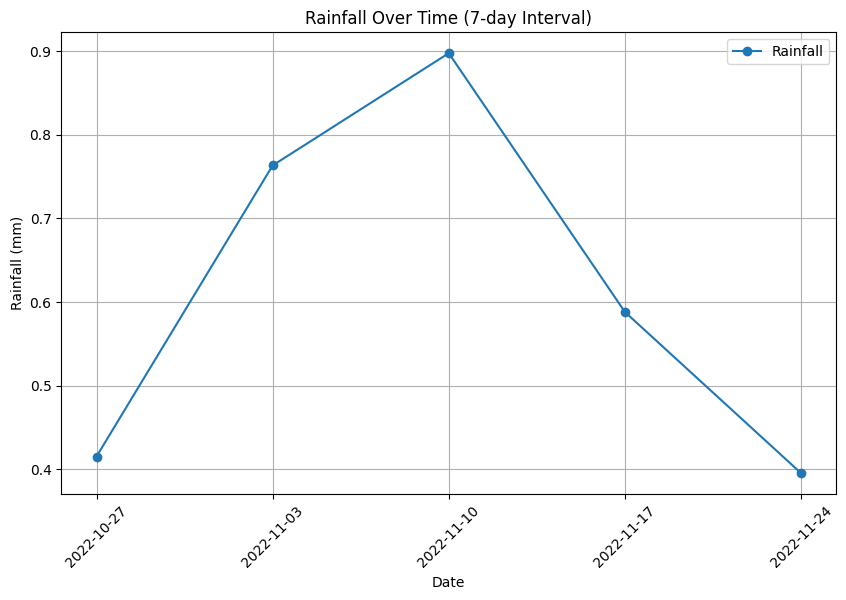 Rainfall Over Time (7-day Interval)
Rainfall
0.9
0.8
0.7
0.6
0.5
0.4
Rainfall (mm)
2022-10-27
2022-11-03
2022-11-10
2022-11-17
2022-11-24
Date